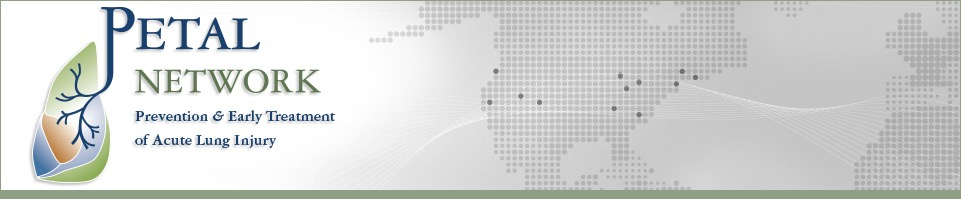 PETAL
NETWORK
Prevention & Early Treatment
of Acute Lung Injury